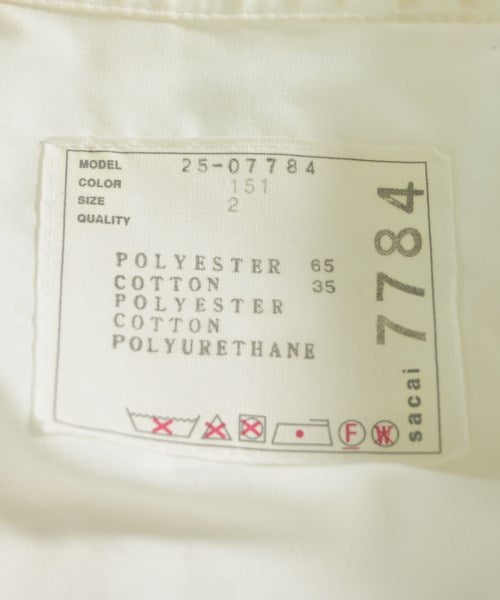 MODEL 25-07784
COLOR 151
SIZE 2
QUALITY
POLYESTER 65
COTTON 35
POLYESTER
COTTON
POLYURETHANE
F
W
sacai 7784